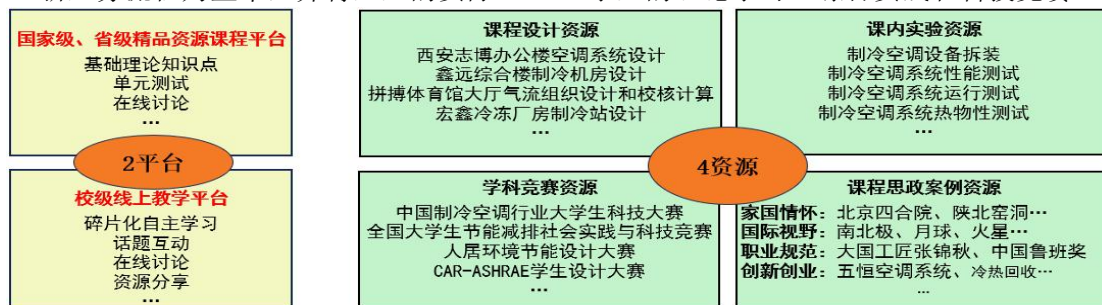 国家级、省级精品资源课程平台
基础理论知识点
单元测试
在线讨论
…
2平台
校级线上教学平台
碎片化自主学习
话题互动
在线讨论
资源分享
…
课程设计资源
西安志博办公楼空调系统设计
鑫远综合楼制冷机房设计
拼搏体育馆大厅气流组织设计和校核计算
宏鑫冷冻厂房制冷站设计
…
课内实验资源
制冷空调设备拆装
制冷空调系统性能测试
制冷空调系统运行测试
制冷空调系统热物性测试
…
4资源
学科竞赛资源
中国制冷空调行业大学生科技大赛
全国大学生节能减排社会实践与科技竞赛
人居环境节能设计大赛
CAR-ASHRAE学生设计大赛
…
课程思政案例资源
家国情怀：北京四合院、陕北窑洞…
国际视野：南北极、月球、火星…
职业规范：大国工匠张锦秋、中国鲁班奖
创新创业：五恒空调系统、冷热回收…
…